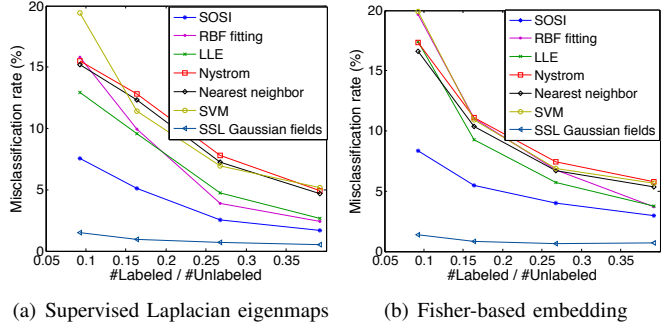 20
15
10
5
0
Misclassification rate (%)
0.05 0.1 0.15 0.2 0.25 0.3 0.35
#Labeled / #Unlabeled
SOSI
RBF fitting
LLE
Nystrom
Nearest neighbor
SVM
SSL Gaussian fields
(a) Supervised Laplacian eigenmaps
20
15
10
5
0
Misclassification rate (%)
0.05 0.1 0.15 0.2 0.25 0.3 0.35
#Labeled / #Unlabeled
SOSI
RBF fitting
LLE
Nystrom
Nearest neighbor
SVM
SSL Gaussian fields
(b) Fisher-based embedding